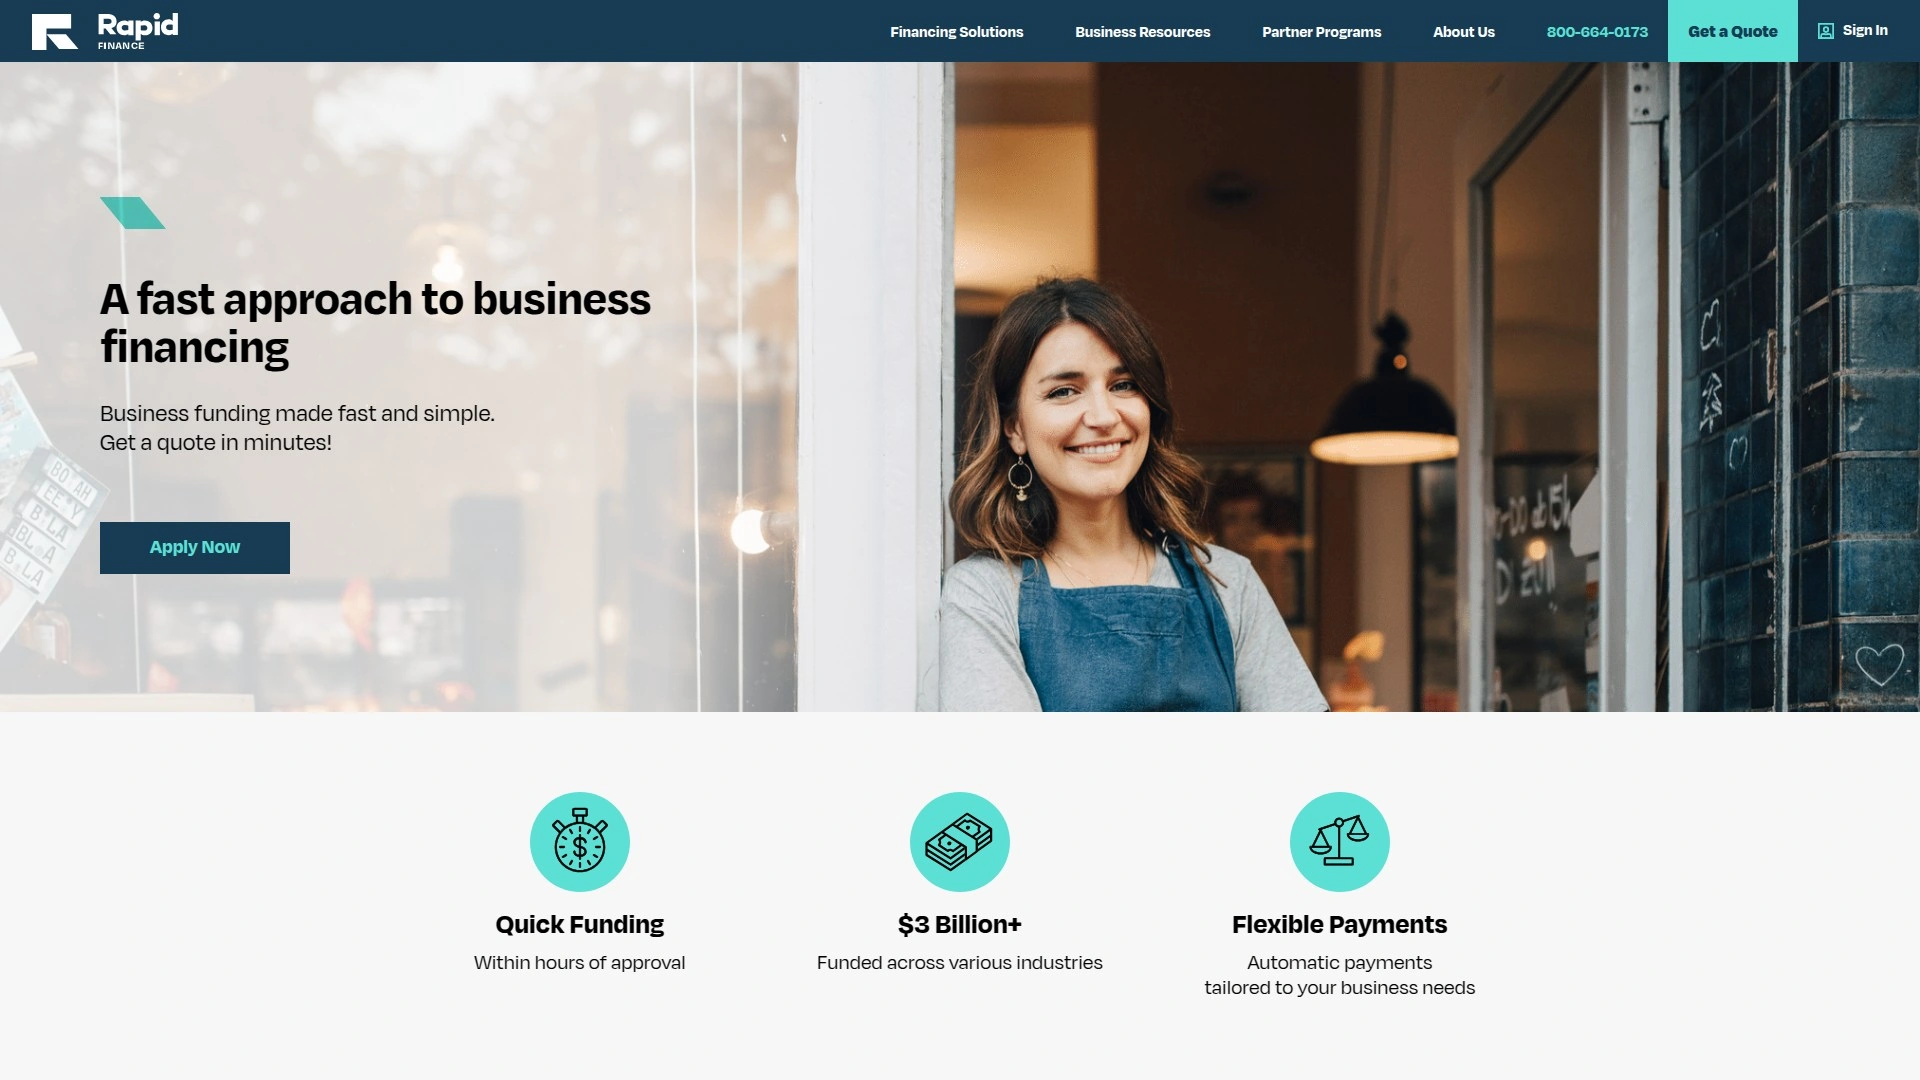 Rapid
FINANCE
Financing Solutions
Business Resources
Partner Programs
About Us
800-664-0173
Get a Quote
Sign In
A fast approach to business
financing
Business funding made fast and simple.
Get a quote in minutes!
Apply Now
Quick Funding
Within hours of approval
$3 Billion+
Funded across various industries
Flexible Payments
Automatic payments
tailored to your business needs